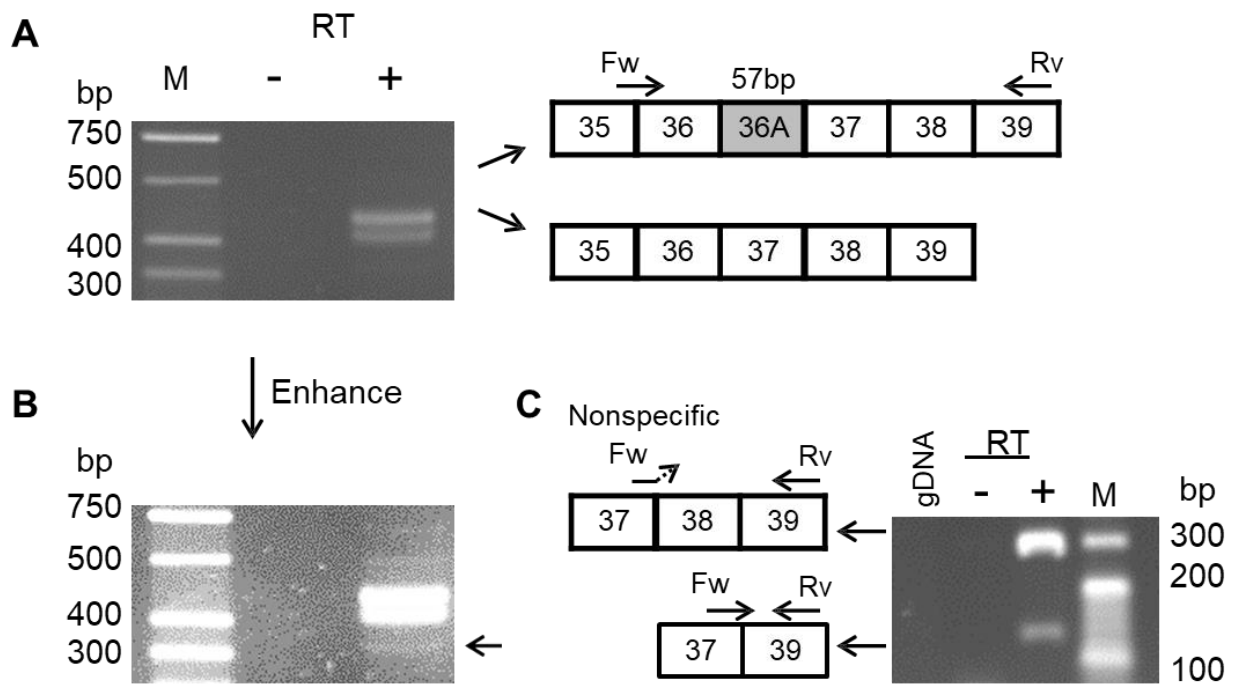 A
RT
M - +
bp
750
500
400
300
Fw 57bp Rv
35 36 36A 37 38 39
35 36 37 38 39
Enhance
B
bp
750
500
400
300
C
Nonspecific
Fw Rv
37 38 39
Fw Rv
37 39
gDNA RT
- + M bp
300
200
100